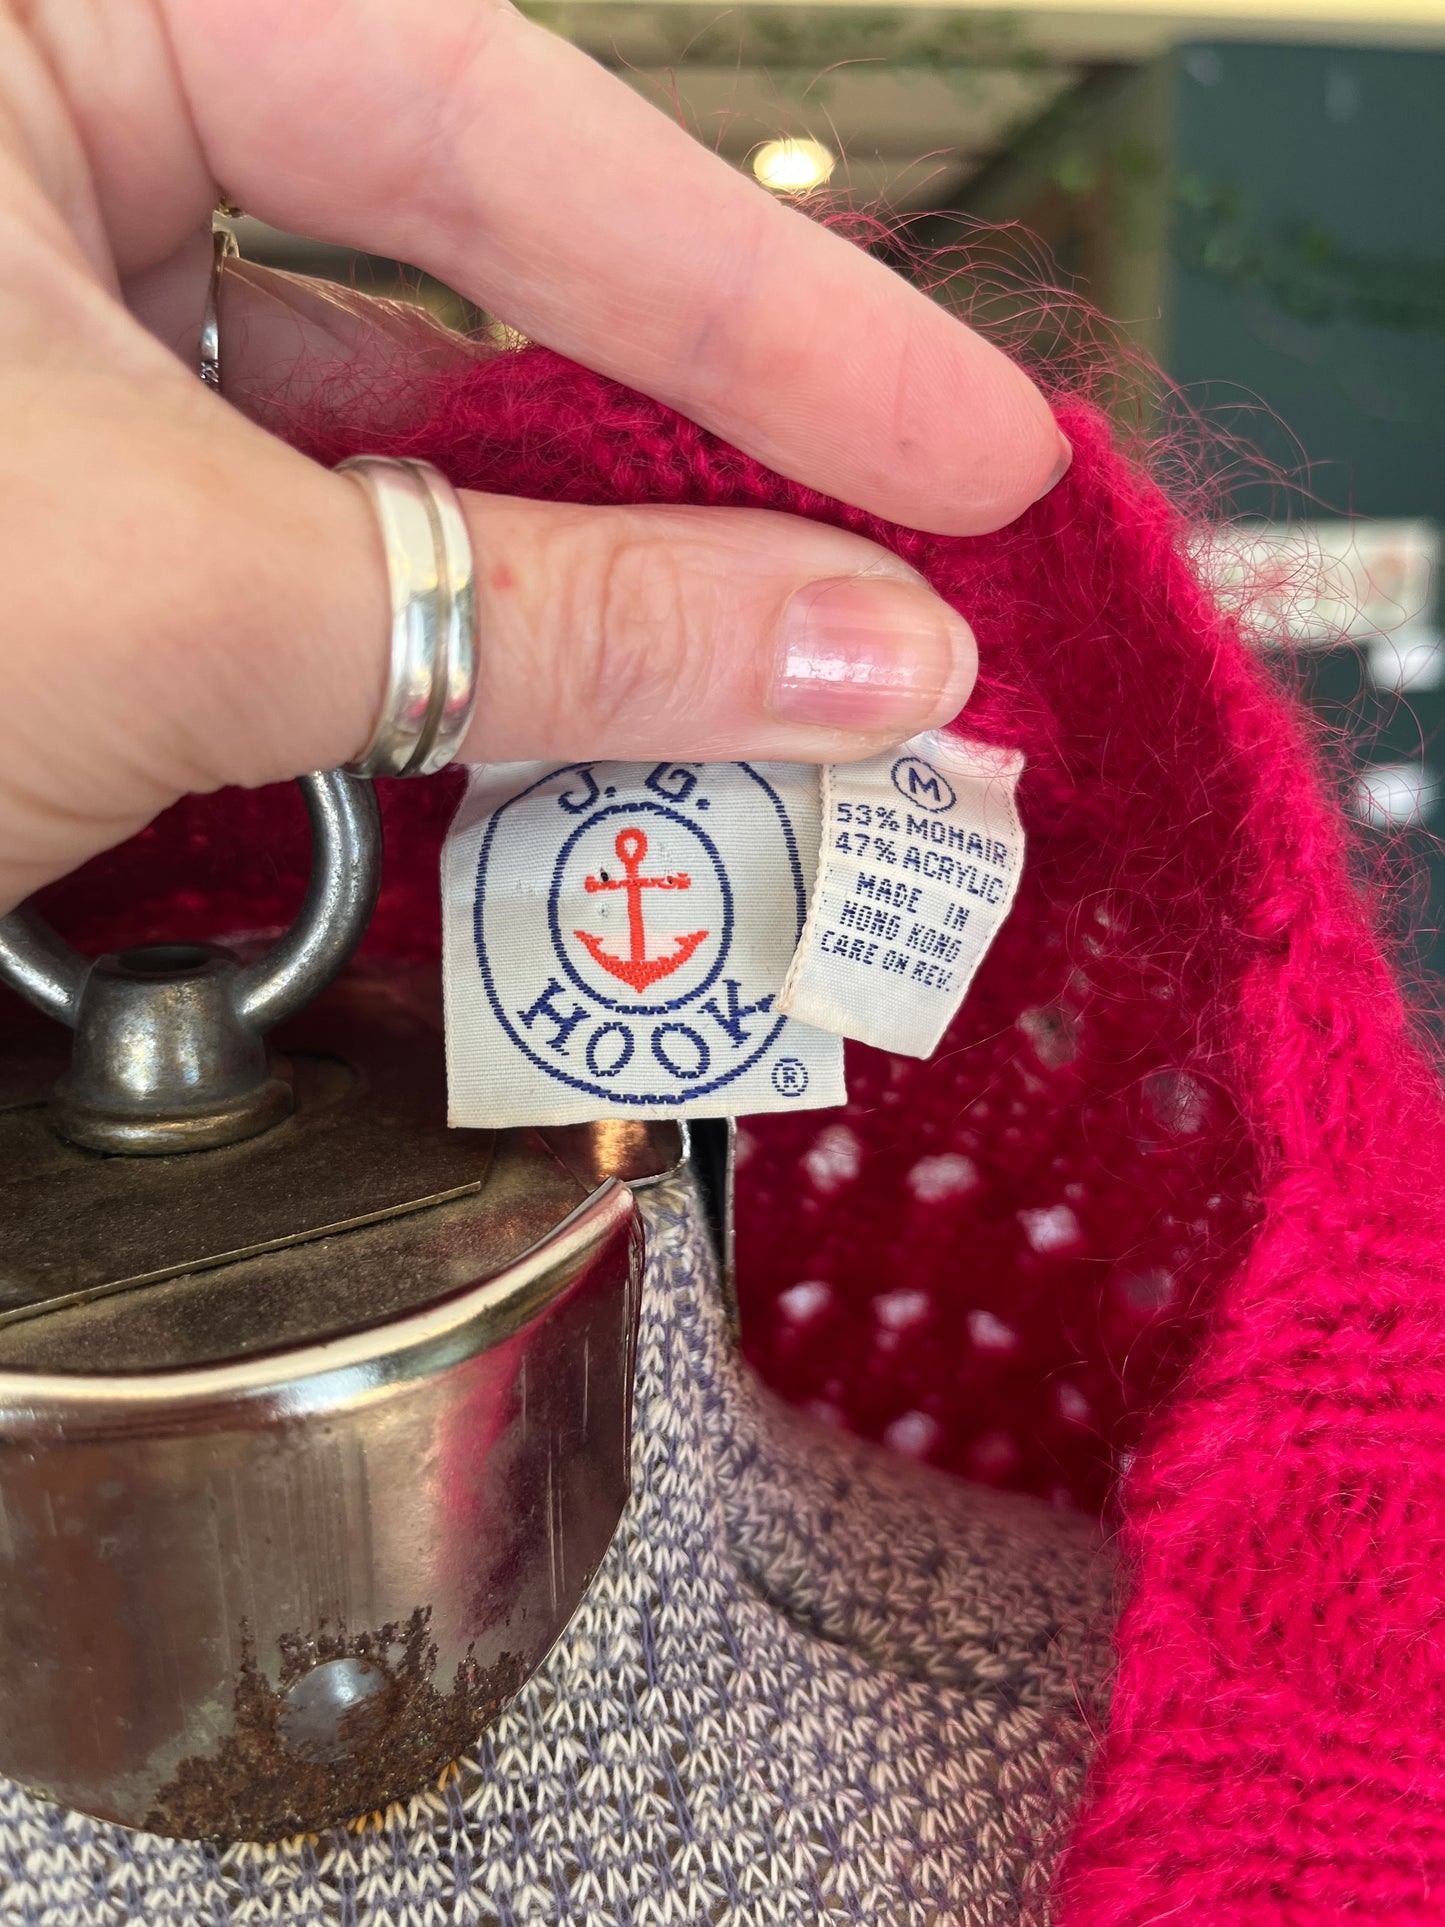 J. G.
HOOK
®
M
53% MOHAIR
47% ACRYLIC
MADE IN
HONG KONG
CARE ON REV.